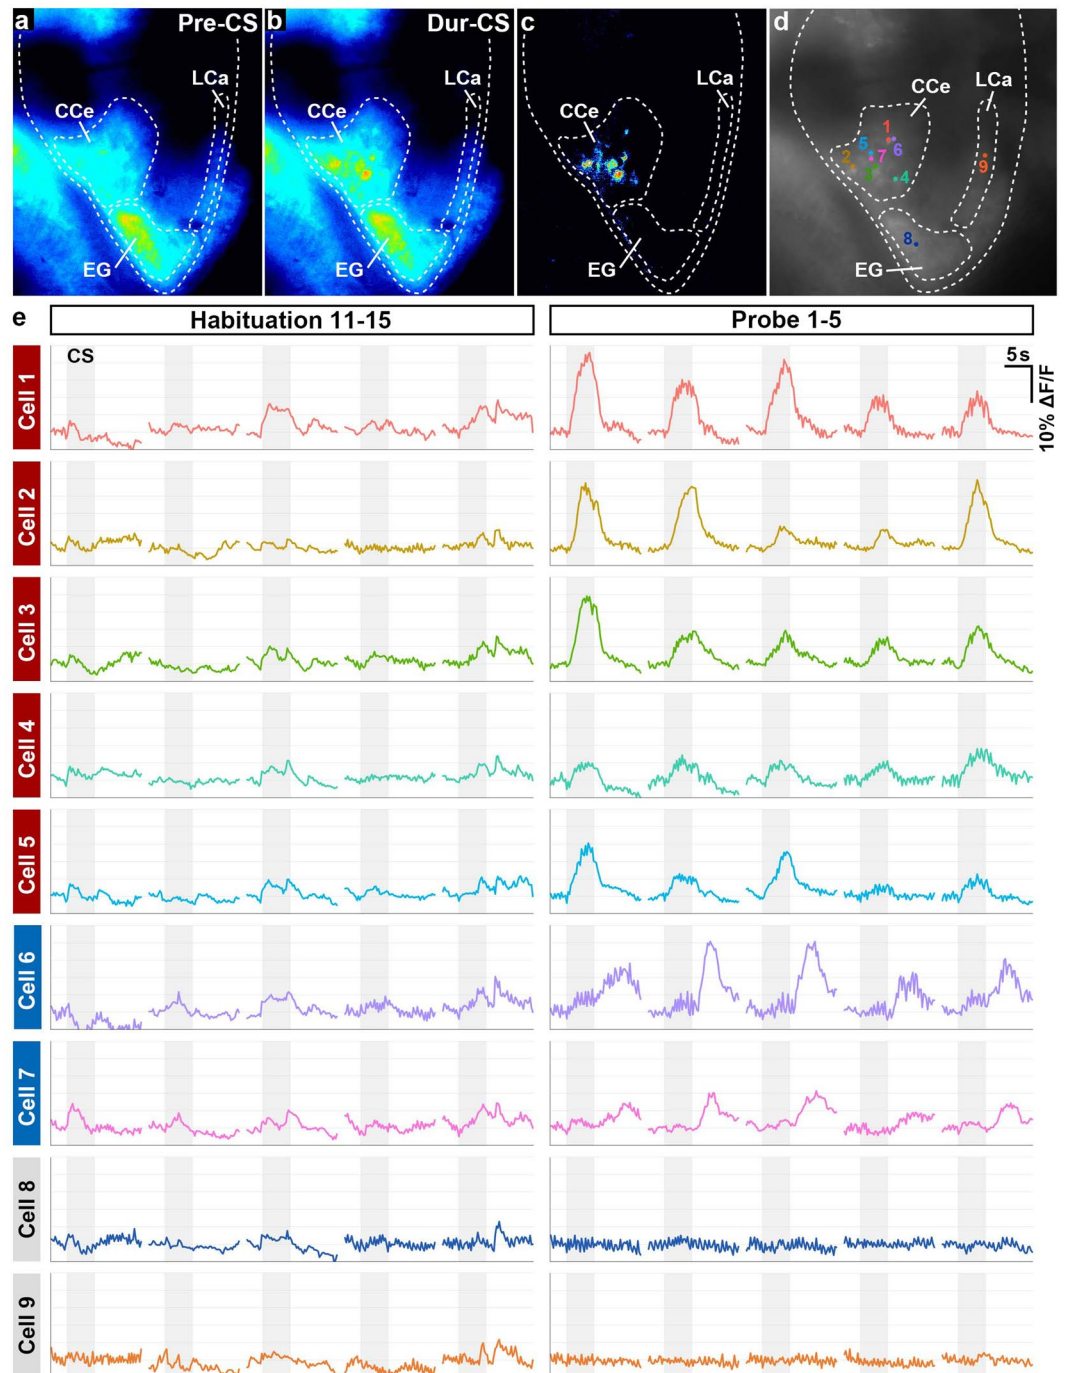 a Pre-CS b Dur-CS c d
LCa LCa LCa LCa
CCe CCe CCe CCe
1
5 6
2 7
3 4
9
8
EG EG EG EG
e Habituation 11-15 Probe 1-5
CS 5s
10% ΔF/F
Cell 1
Cell 2
Cell 3
Cell 4
Cell 5
Cell 6
Cell 7
Cell 8
Cell 9